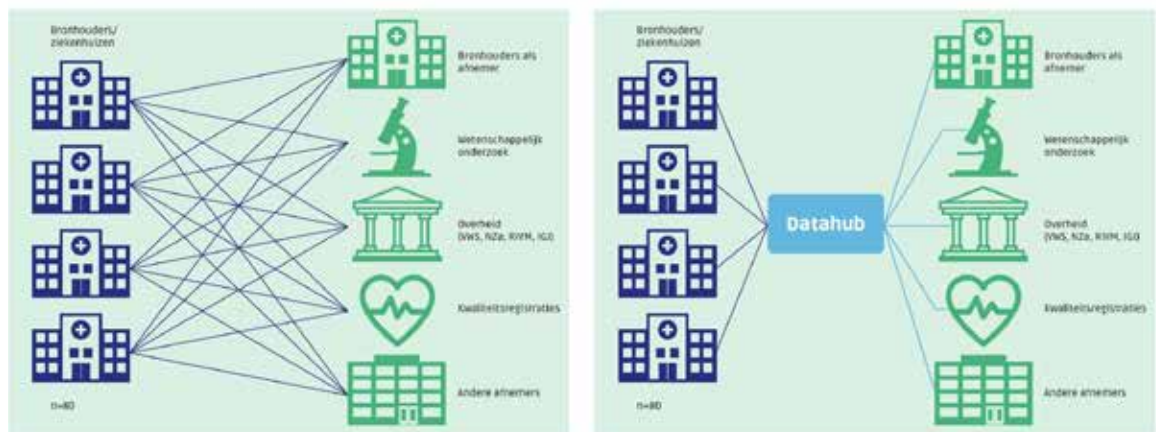 Bronhouders/
ziekenhuizen
Bronhouders als
afnemer
Wetenschappelijk
onderzoek
Overheid
(VWS, NZa, RIVM, IGJ)
Kwaliteitsregistraties
Andere afnemers
n=80
Bronhouders/
ziekenhuizen
Datahub
Bronhouders als
afnemer
Wetenschappelijk
onderzoek
Overheid
(VWS, NZa, RIVM, IGJ)
Kwaliteitsregistraties
Andere afnemers
n=80